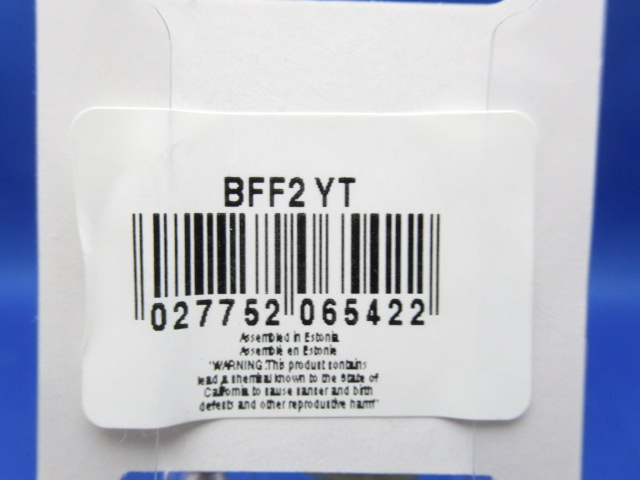 BFF2 YT
027752 065422
Assembled in Estonia
Assemblé en Estonie
"WARNING:This product contains
lead,a chemical known to the State of
California to cause cancer and birth
defects and other reproductive harm"